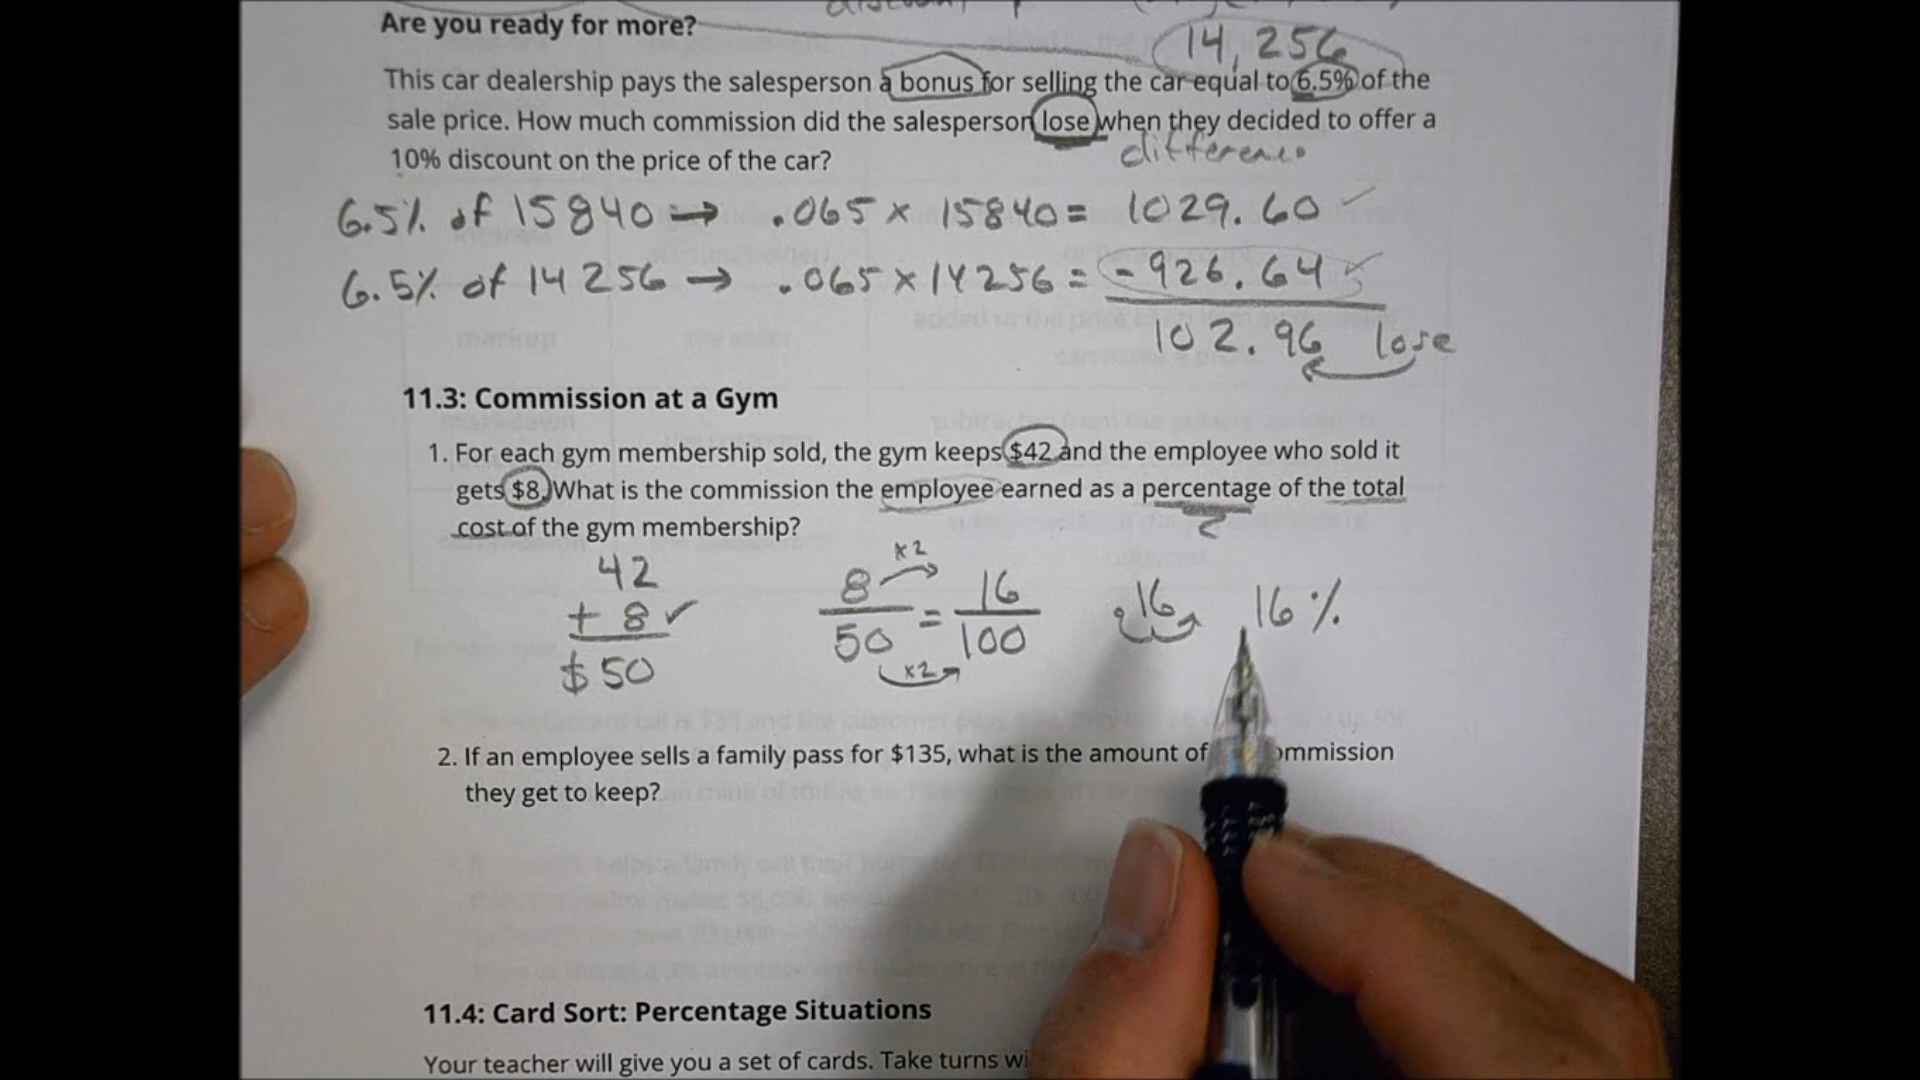 Are you ready for more?
14,256
This car dealership pays the salesperson a bonus for selling the car equal to 6.5% of the
sale price. How much commission did the salesperson lose when they decided to offer a
difference
10% discount on the price of the car?
6.5% of 15840 → .065 × 15840 = 1029.60 ✓
6.5% of 14256 → .065 × 14256 = - 926.64 ✓
102.96 lose
11.3: Commission at a Gym
1. For each gym membership sold, the gym keeps $42 and the employee who sold it
gets $8. What is the commission the employee earned as a percentage of the total
cost of the gym membership?
42
+ 8 ✓
$50
×2
8/50 = 16/100
×2
.16 16%
2. If an employee sells a family pass for $135, what is the amount of
they get to keep?
11.4: Card Sort: Percentage Situations
Your teacher will give you a set of cards. Take turns